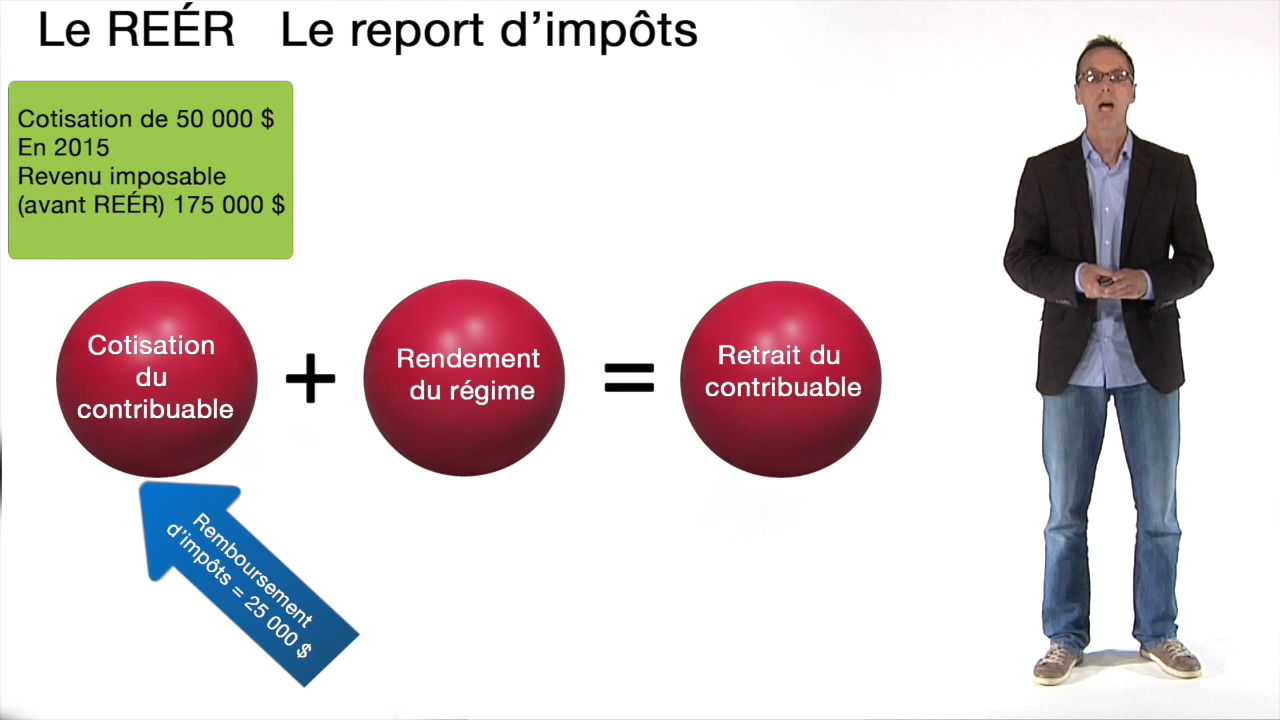 Le REÉR Le report d'impôts
Cotisation de 50 000 $
En 2015
Revenu imposable
(avant REÉR) 175 000 $
Cotisation
du
contribuable
+
Rendement
du régime
=
Retrait du
contribuable
Remboursement
d'impôts = 25 000 $